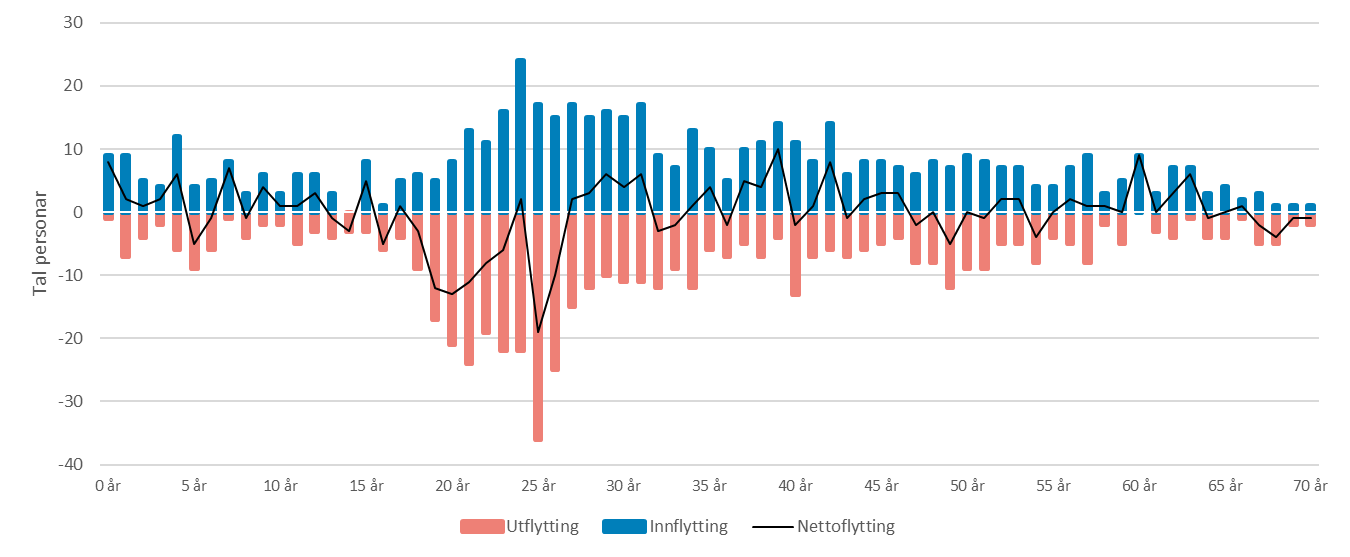 30
20
10
0
-10
-20
-30
-40
Tal personar
0 år 5 år 10 år 15 år 20 år 25 år 30 år 35 år 40 år 45 år 50 år 55 år 60 år 65 år 70 år
Utflytting Innflytting Nettoflytting